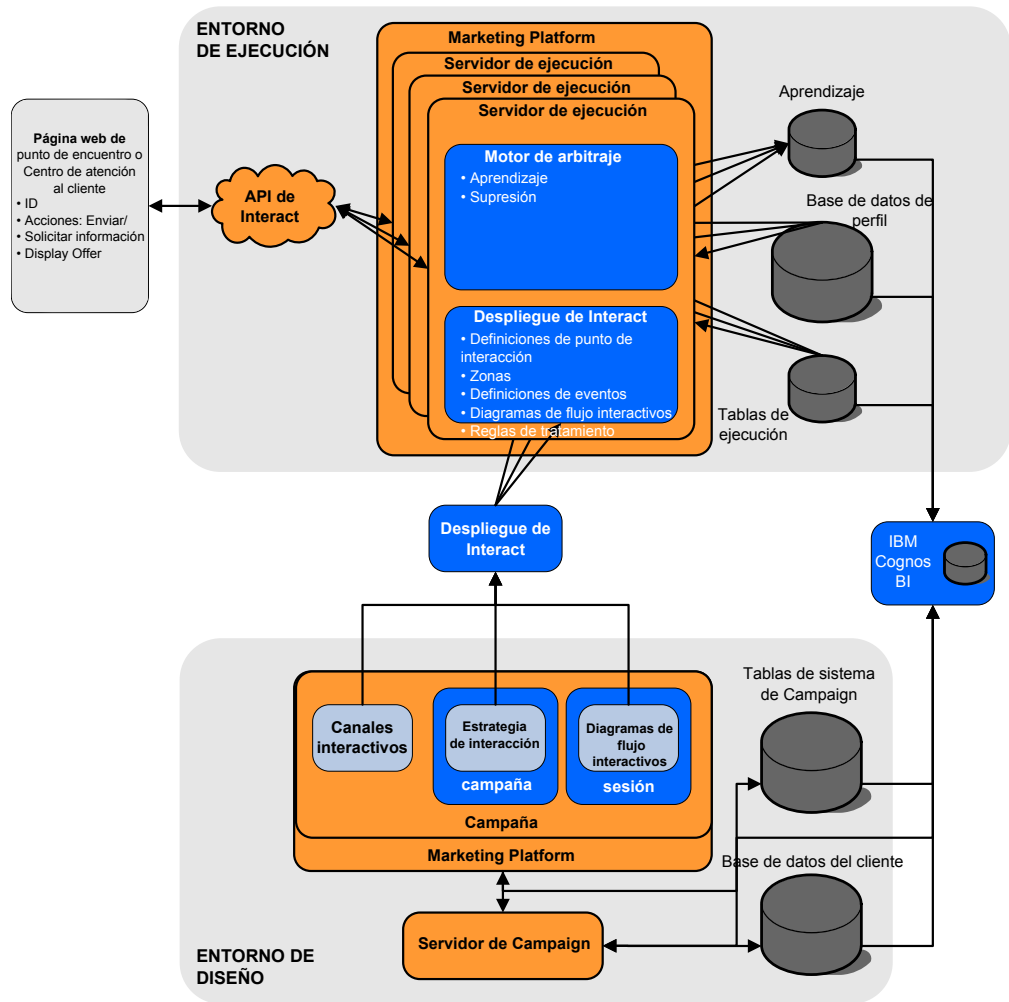 ENTORNO
DE EJECUCIÓN
Marketing Platform
Servidor de ejecución
Servidor de ejecución
Servidor de ejecución
Motor de arbitraje
• Aprendizaje
• Supresión
Despliegue de Interact
• Definiciones de punto de
interacción
• Zonas
• Definiciones de eventos
• Diagramas de flujo interactivos
• Reglas de tratamiento
Página web de
punto de encuentro o
Centro de atención
al cliente
• ID
• Acciones: Enviar/
• Solicitar información
• Display Offer
API de
Interact
Aprendizaje
Base de datos de
perfil
Tablas de
ejecución
Despliegue de
Interact
IBM
Cognos
BI
Canales
interactivos
Estrategia
de interacción
campaña
Diagramas de
flujo
interactivos
sesión
Campaña
Marketing Platform
Tablas de sistema
de Campaign
Base de datos del cliente
Servidor de Campaign
ENTORNO DE
DISEÑO